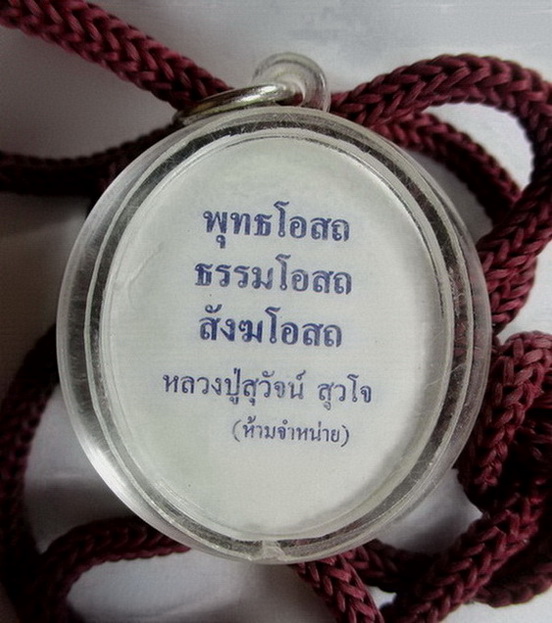 พุทธโอสถ
ธรรมโอสถ
สังฆโอสถ
หลวงปู่สุวัจน์ สุวโจ
(ห้ามจำหน่าย)